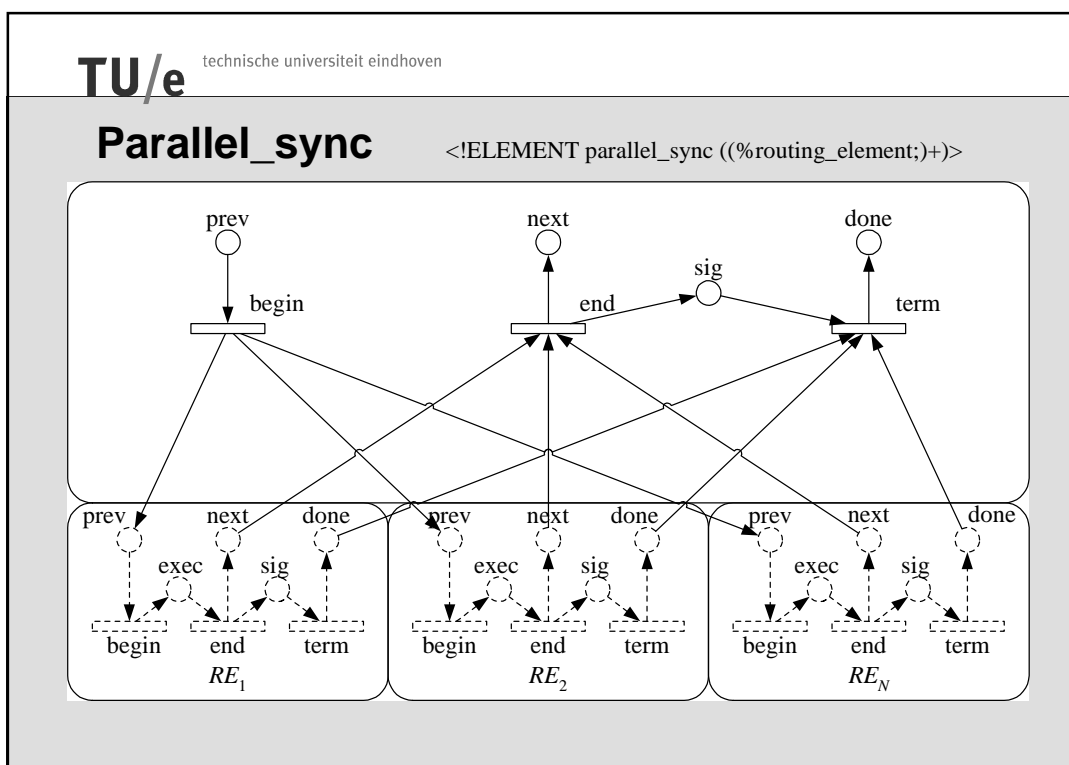 TU/e technische universiteit eindhoven
Parallel_sync <!ELEMENT parallel_sync ((%routing_element;)+)>
prev next done
sig
begin end term
prev next done prev next done prev next done
exec sig exec sig exec sig
begin end term begin end term begin end term
RE1 RE2 REN